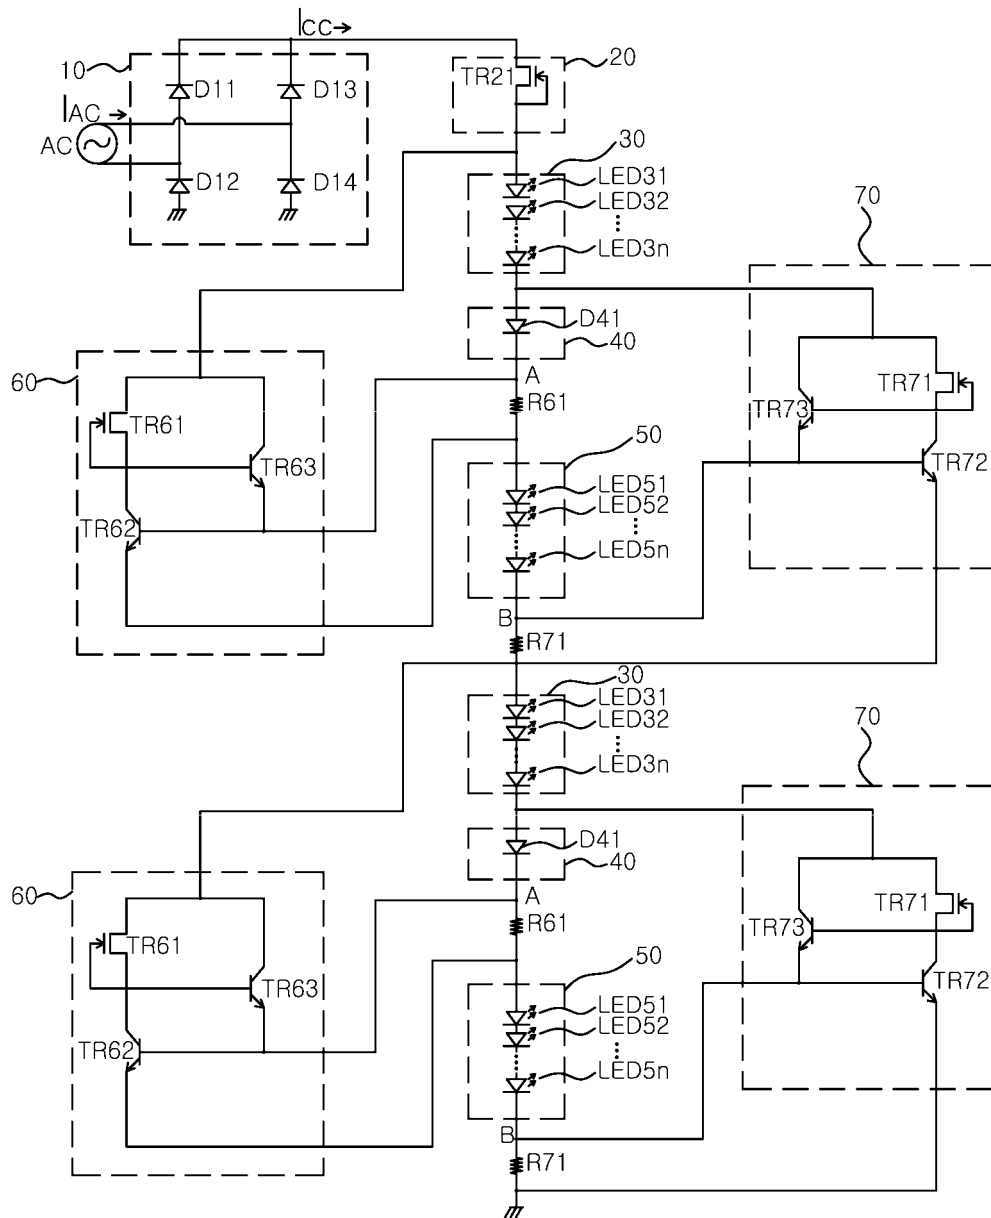 ICC
10
D11
D13
IAC
AC
D12
D14
TR21
20
30
LED31
LED32
LED3n
70
D41
40
A
R61
60
TR61
TR63
TR62
TR73
TR71
TR72
50
LED51
LED52
LED5n
B
R71
30
LED31
LED32
LED3n
70
D41
40
A
R61
60
TR61
TR63
TR62
TR73
TR71
TR72
50
LED51
LED52
LED5n
B
R71